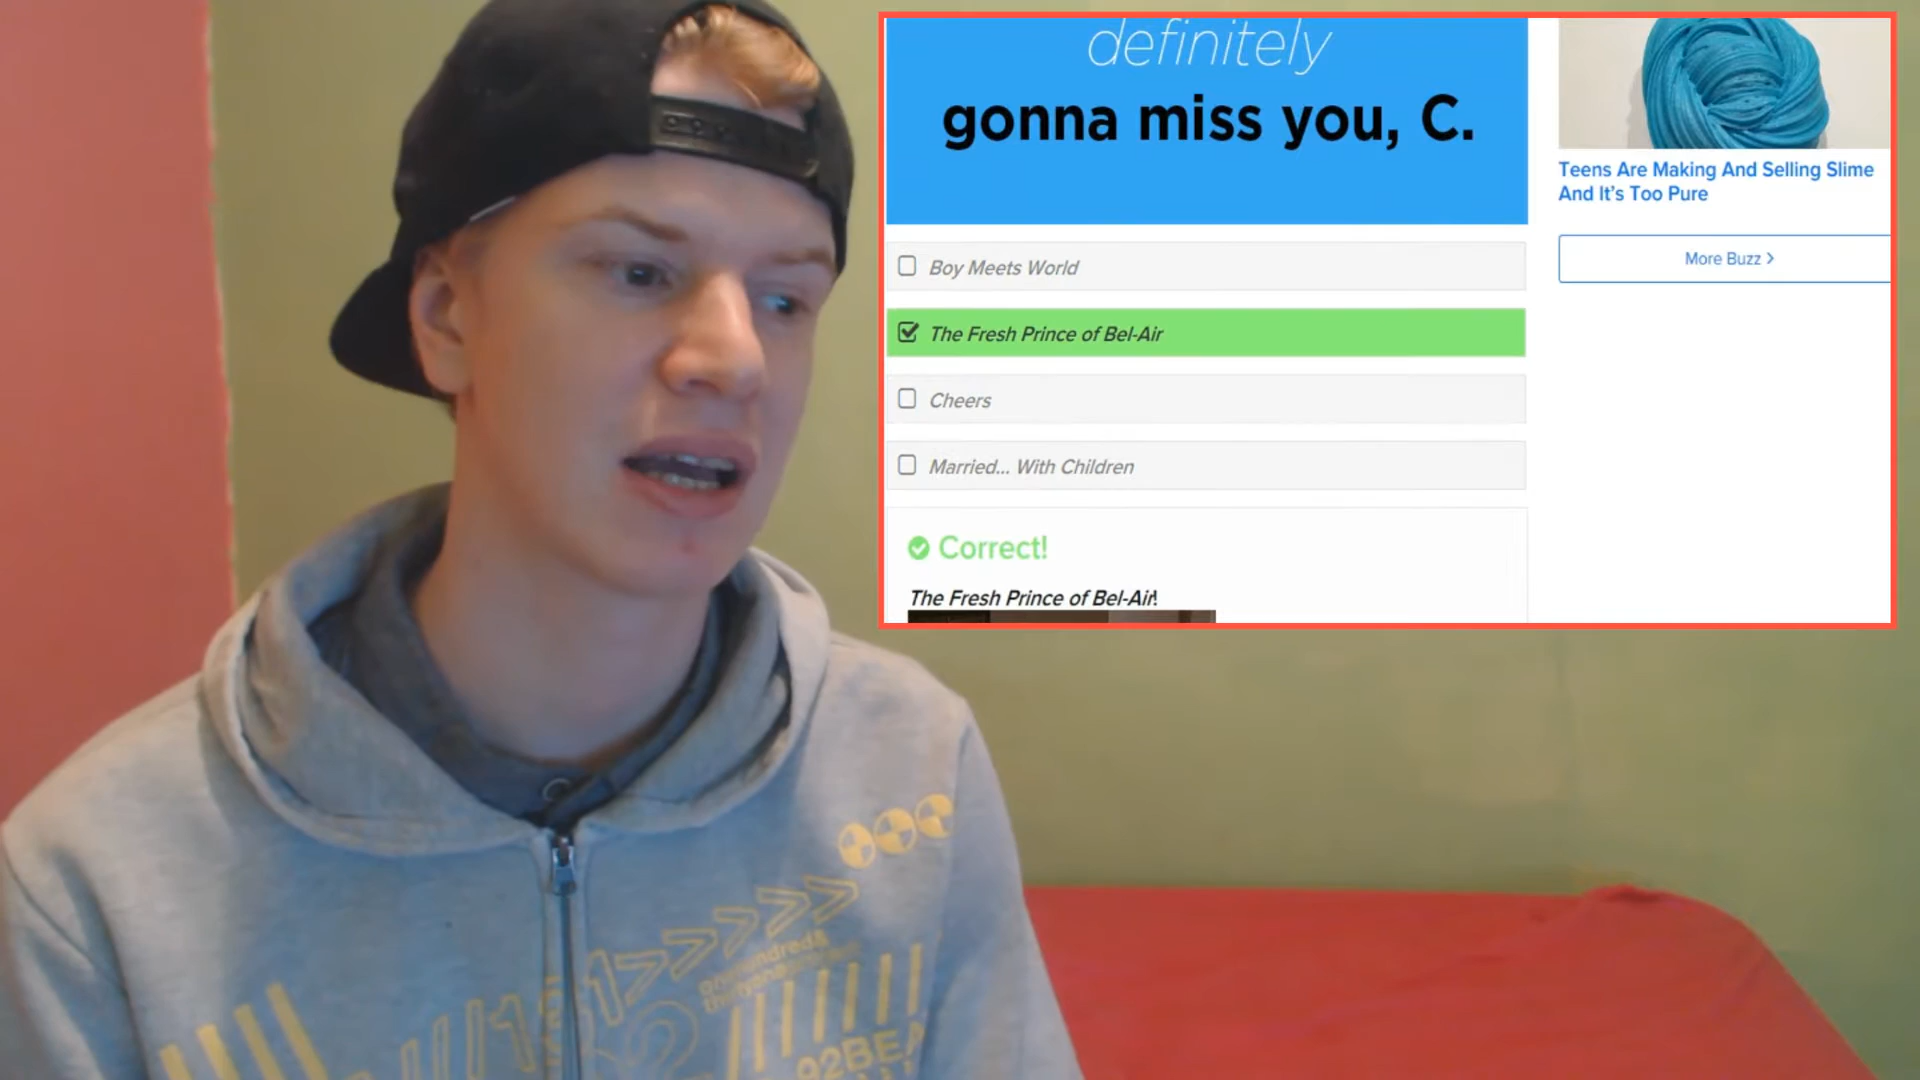 definitely
gonna miss you, C.
Boy Meets World
The Fresh Prince of Bel-Air
Cheers
Married... With Children
Correct!
The Fresh Prince of Bel-Air!
Teens Are Making And Selling Slime
And It's Too Pure
More Buzz >